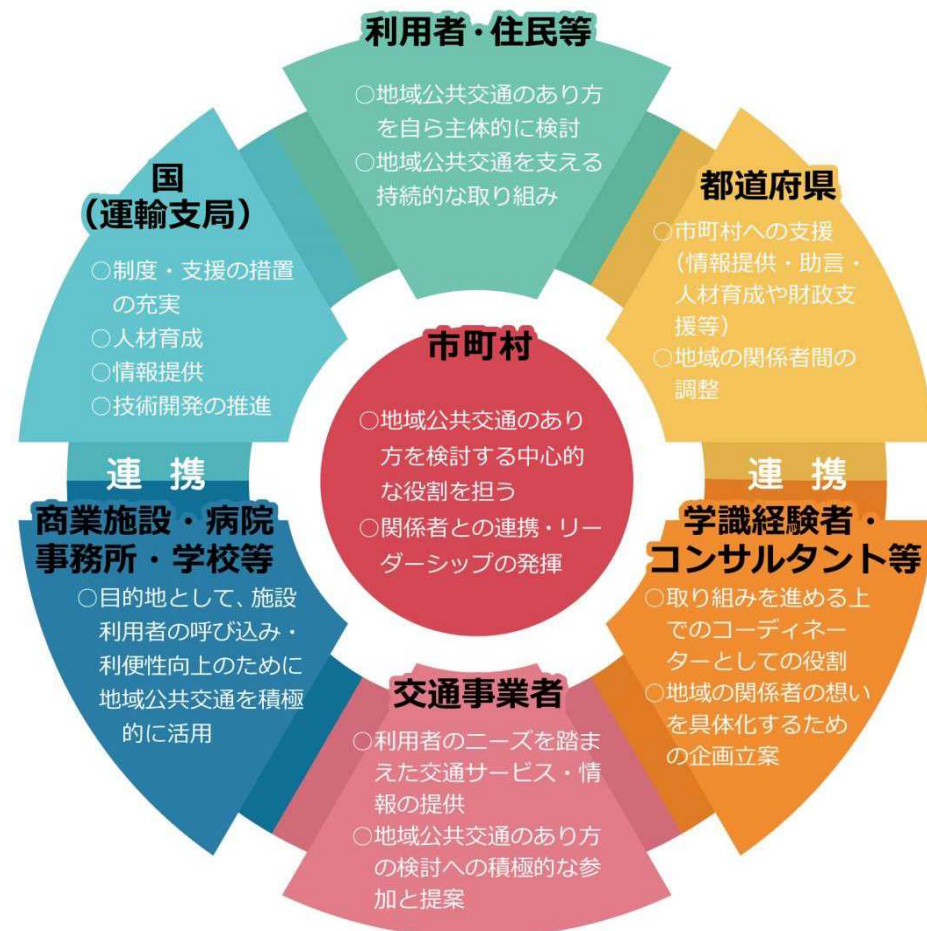 利用者・住民等
○地域公共交通のあり方
を自ら主体的に検討
○地域公共交通を支える
持続的な取り組み
国
（運輸支局）
○制度・支援の措置
の充実
○人材育成
○情報提供
○技術開発の推進
都道府県
○市町村への支援
（情報提供・助言・
人材育成や財政支
援等）
○地域の関係者間の
調整
市町村
○地域公共交通のあり
方を検討する中心的
な役割を担う
○関係者との連携・リー
ダーシップの発揮
連携
連携
商業施設・病院
事務所・学校等
○目的地として、施設
利用者の呼び込み・
利便性向上のために
地域公共交通を積極
的に活用
学識経験者・
コンサルタント等
○取り組みを進める上
でのコーディネー
ターとしての役割
○地域の関係者の想い
を具体化するため
の企画立案
交通事業者
○利用者のニーズを踏ま
えた交通サービス・情
報の提供
○地域公共交通のあり方
の検討への積極的な参
加と提案